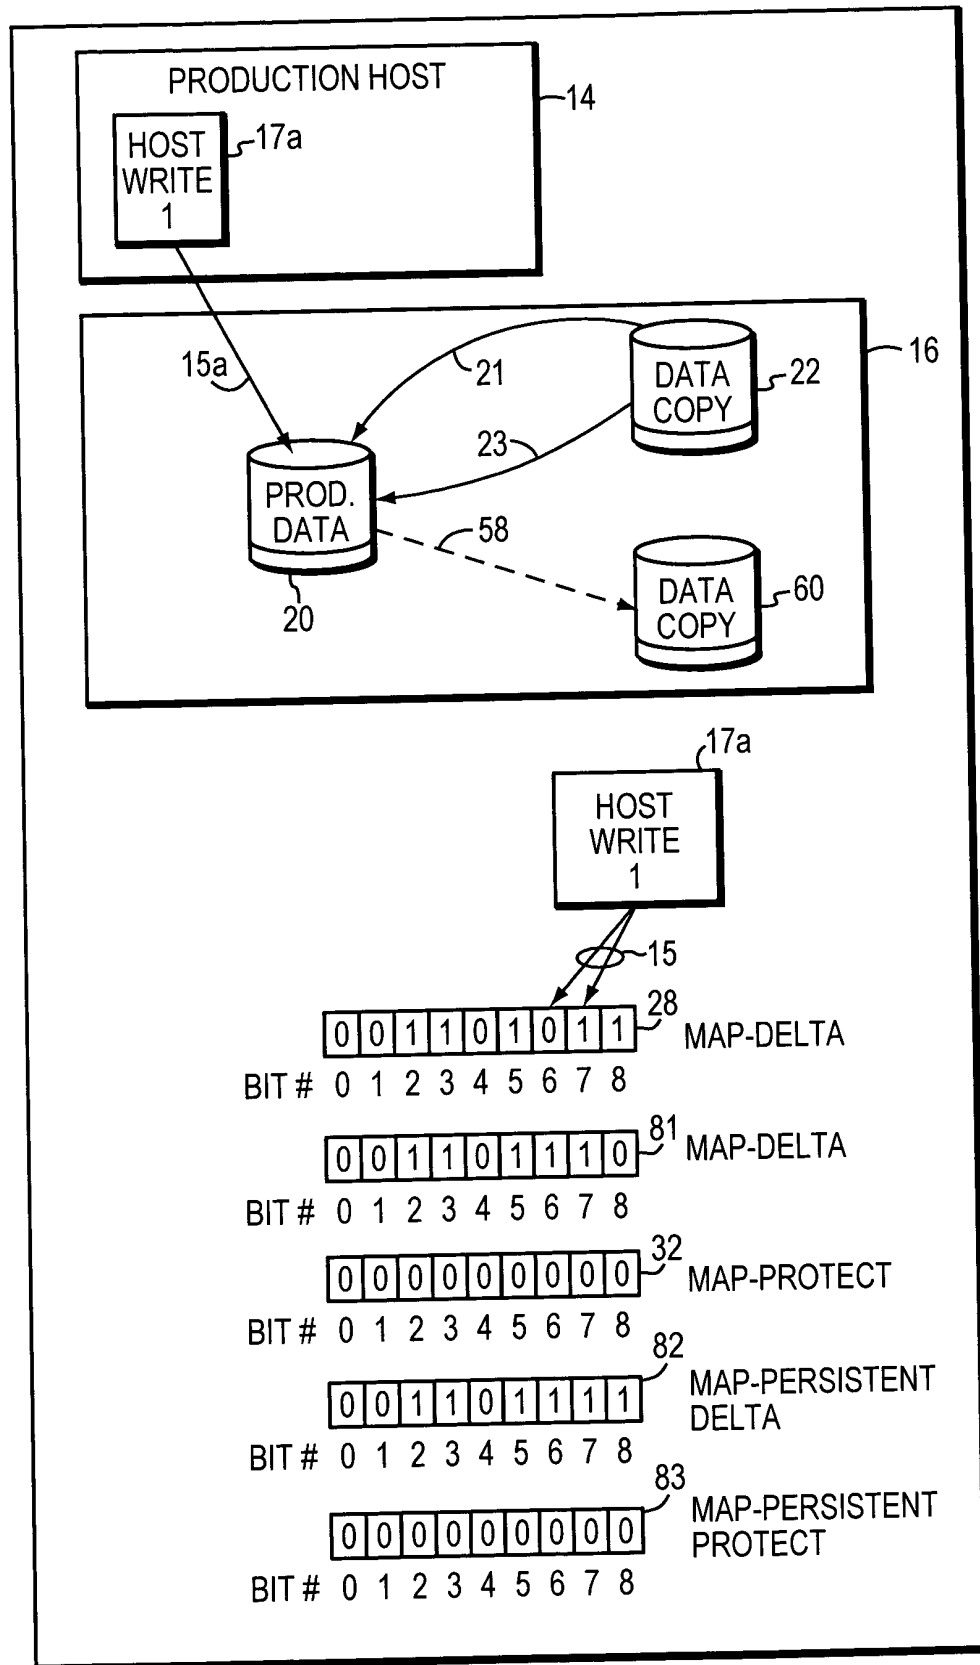 PRODUCTION HOST
14
HOST
WRITE
1
17a
15a
21
DATA
COPY
22
16
23
PROD.
DATA
20
58
DATA
COPY
60
17a
HOST
WRITE
1
15
0 0 1 1 0 1 0 1 1
28
MAP-DELTA
BIT # 0 1 2 3 4 5 6 7 8
0 0 1 1 0 1 1 1 0
81
MAP-DELTA
BIT # 0 1 2 3 4 5 6 7 8
0 0 0 0 0 0 0 0 0
32
MAP-PROTECT
BIT # 0 1 2 3 4 5 6 7 8
0 0 1 1 0 1 1 1 1
82
MAP-PERSISTENT
DELTA
BIT # 0 1 2 3 4 5 6 7 8
0 0 0 0 0 0 0 0 0
83
MAP-PERSISTENT
PROTECT
BIT # 0 1 2 3 4 5 6 7 8